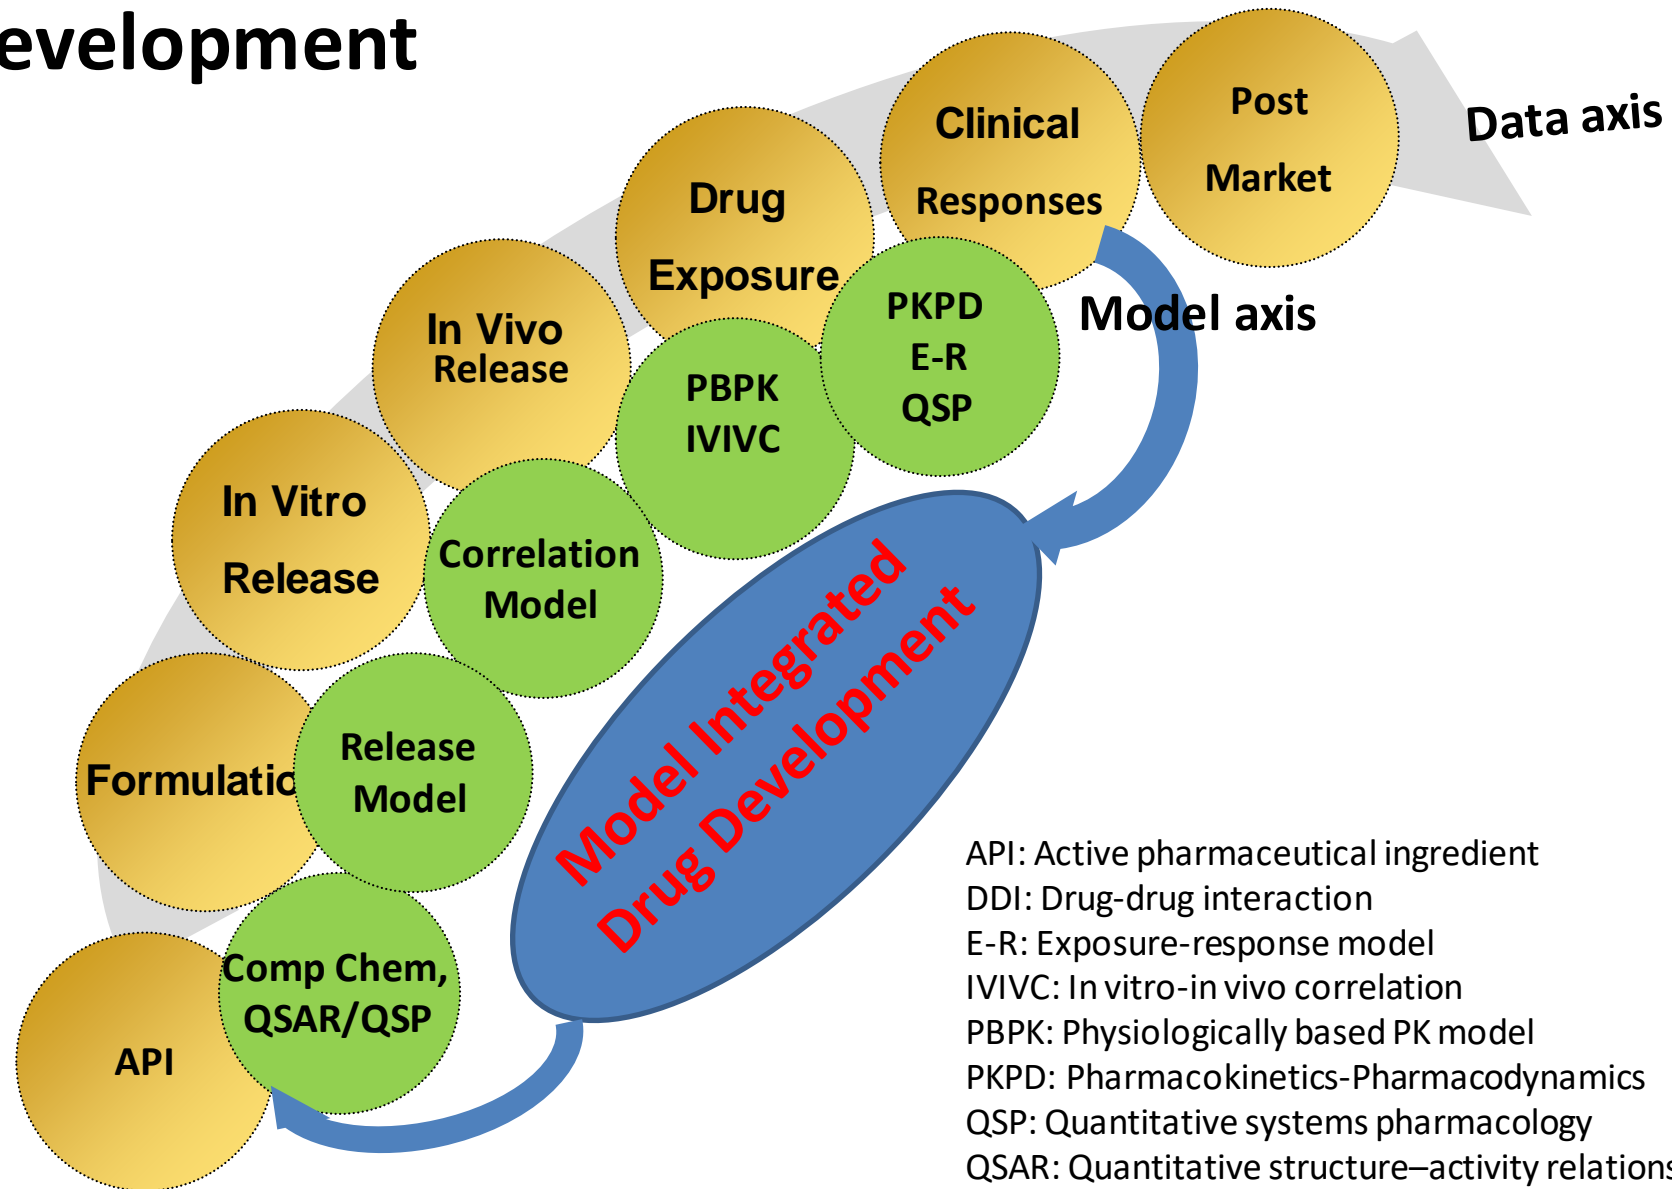 evelopment
Post
Market
Data axis
Clinical
Responses
Drug
Exposure
PKPD
E-R
QSP
Model axis
In Vivo
Release
PBPK
IVIVC
In Vitro
Release
Correlation
Model
Formulatio
Release
Model
Model Integrated
Drug Development
Comp Chem,
QSAR/QSP
API
API: Active pharmaceutical ingredient
DDI: Drug-drug interaction
E-R: Exposure-response model
IVIVC: In vitro-in vivo correlation
PBPK: Physiologically based PK model
PKPD: Pharmacokinetics-Pharmacodynamics
QSP: Quantitative systems pharmacology
QSAR: Quantitative structure–activity relations